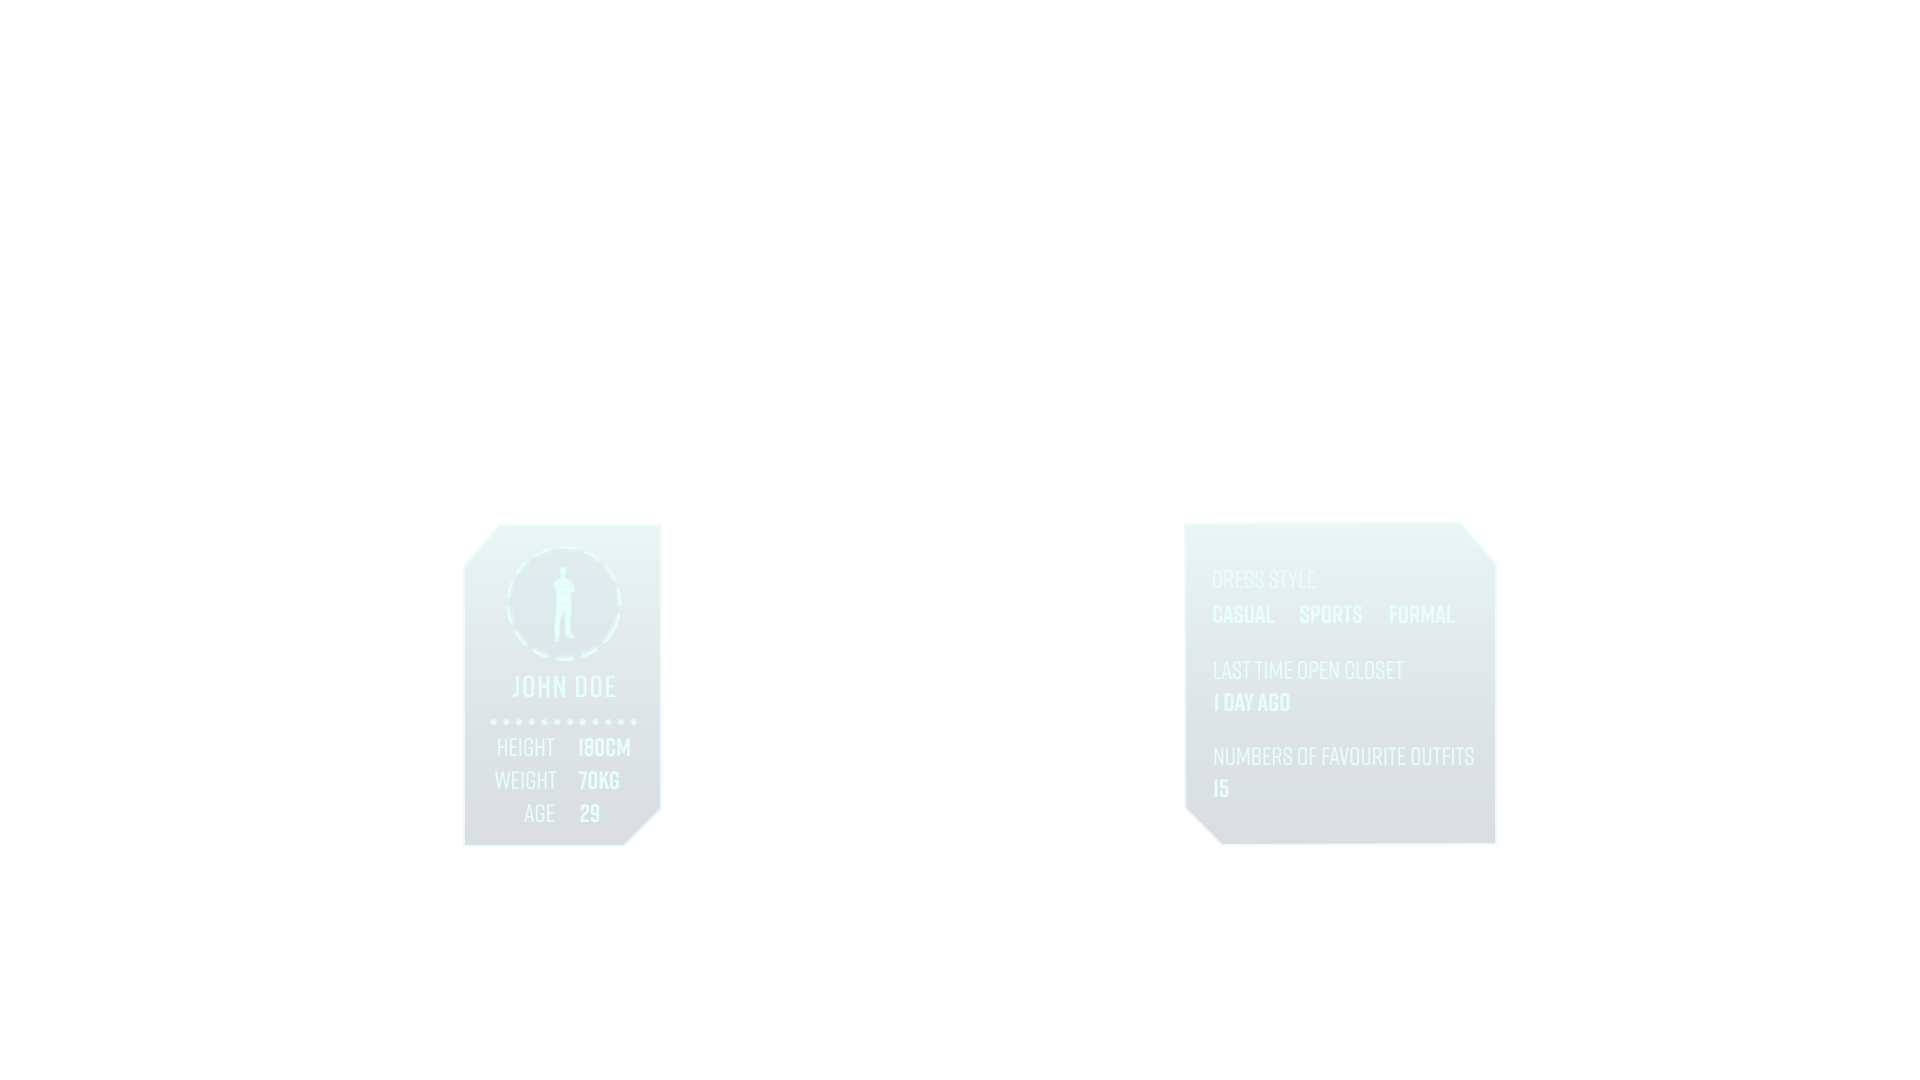 JOHN DOE
HEIGHT 180CM
WEIGHT 70KG
AGE 29
DRESS STYLE
CASUAL SPORTS FORMAL
LAST TIME OPEN CLOSET
1 DAY AGO
NUMBERS OF FAVOURITE OUTFITS
15